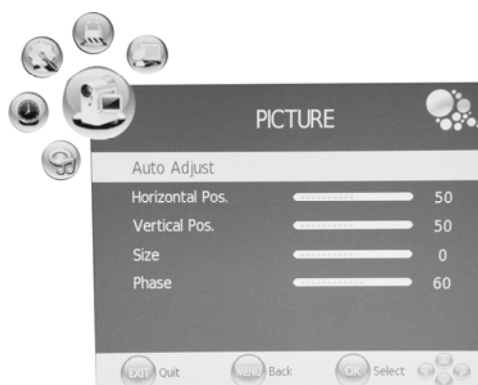 PICTURE
Auto Adjust
Horizontal Pos. 50
Vertical Pos. 50
Size 0
Phase 60
EXIT Quit MENU Back OK Select